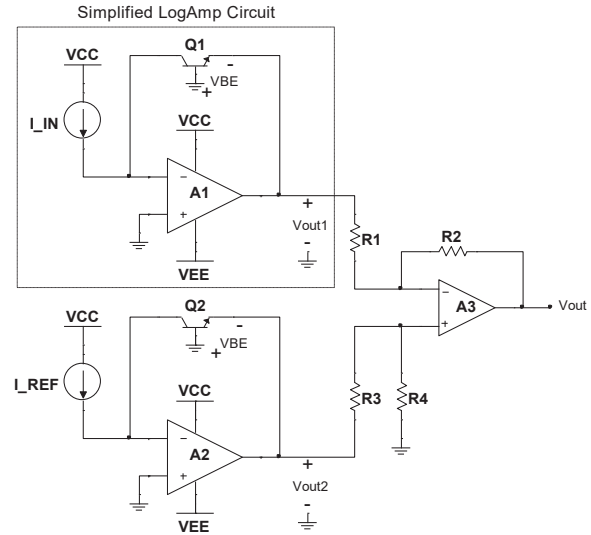 Simplified LogAmp Circuit
Q1
VCC
-
VBE
+
I_IN
VCC
−
A1
+
+
Vout1
-
R1
R2
VEE
−
A3
+
Vout
Q2
VCC
-
VBE
+
I_REF
VCC
R3
R4
−
A2
+
+
Vout2
-
VEE